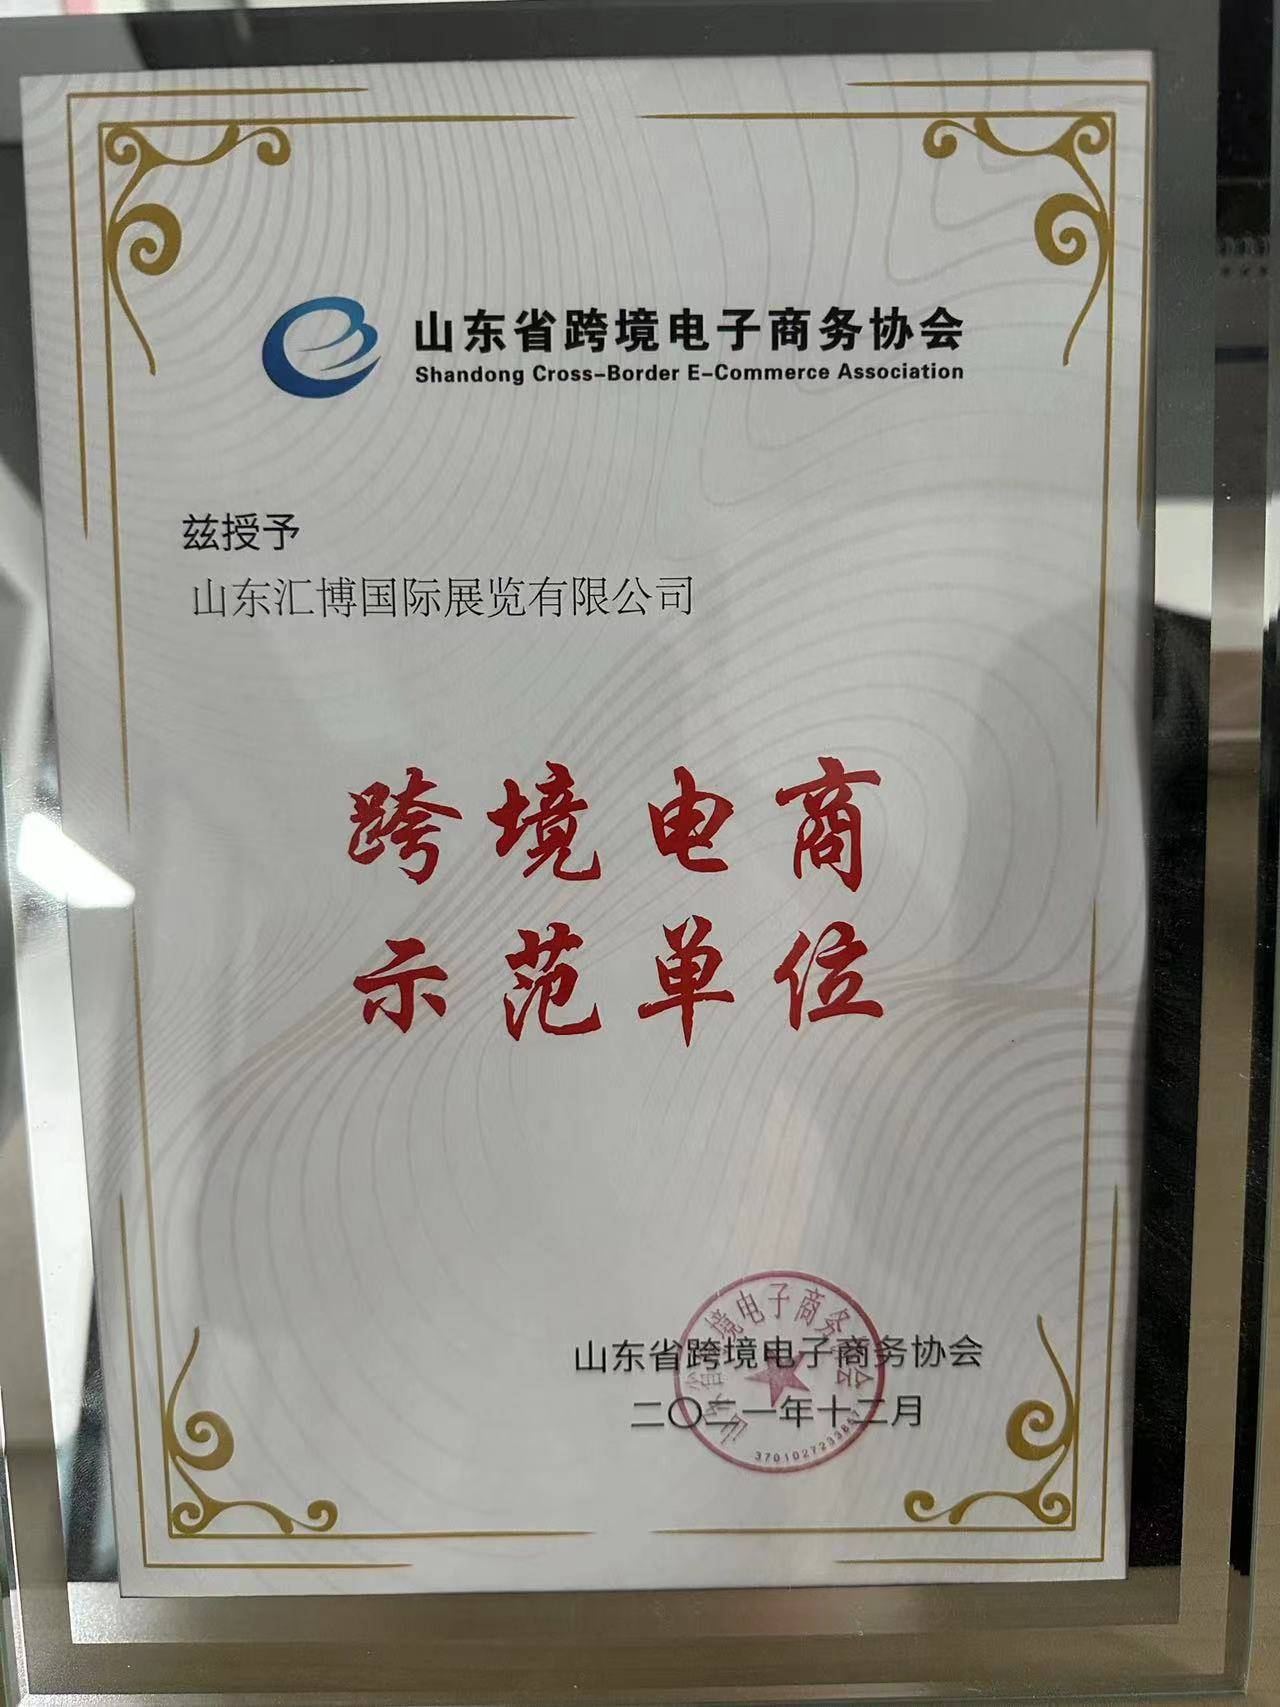 山东省跨境电子商务协会
Shandong Cross-Border E-Commerce Association
兹授予
山东汇博国际展览有限公司
跨境电商
示范单位
山东省跨境电子商务协会
二〇二一年十二月